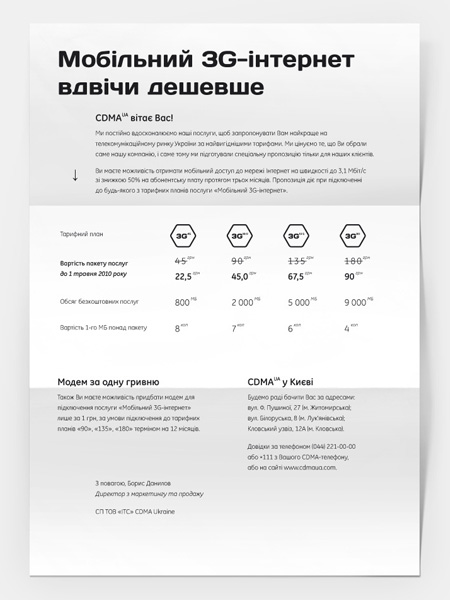 Мобільний 3G–інтернет
вдвічи дешевше
CDMA UA вітає Вас!
Ми постійно вдосконалюємо наші послуги, щоб запропонувати Вам найкраще на
телекомунікаційному ринку України за найвигіднішими тарифами. Ми цінуємо те, що Ви обрали
саме нашу компанію, і саме тому ми підготували спеціальну пропозицію тільки для наших клієнтів.
↓ Ви маєте можливість отримати мобільний доступ до мережі Інтернет на швидкості до 3,1 Мбіт/с
зі знижкою 50% на абонентську плату протягом трьох місяців. Пропозиція діє при підключенні
до будь-якого з тарифних планів послуги «Мобільний 3G-інтернет».
Тарифний план 3G 3G 3G 3G
Вартість пакету послуг 45 грн 90 грн 135 грн 180 грн
до 1 травня 2010 року 22,5 грн 45,0 грн 67,5 грн 90 грн
Обсяг безкоштовних послуг 800 МБ 2 000 МБ 5 000 МБ 9 000 МБ
Вартість 1-го МБ понад пакету 8 коп 7 коп 6 коп 4 коп
Модем за одну гривню
Також Ви маєте можливість придбати модем для
підключення послуги «Мобільний 3G-інтернет»
лише за 1 грн, за умови підключення до тарифних
планів «90», «135», «180» терміном на 12 місяців.
CDMA UA у Києві
Будемо раді бачити Вас за адресами:
вул. Ф. Пушиної, 27 (м. Житомирська);
вул. Білоруська, 8 (м. Лук'янівська);
Кловський узвіз, 12А (м. Кловська).
Довідки за телефоном (044) 221-00-00
або +111 з Вашого CDMA-телефону,
або на сайті www.cdmaua.com.
З повагою, Борис Данилов
Директор з маркетингу та продажу
СП ТОВ «ІТС» CDMA Ukraine